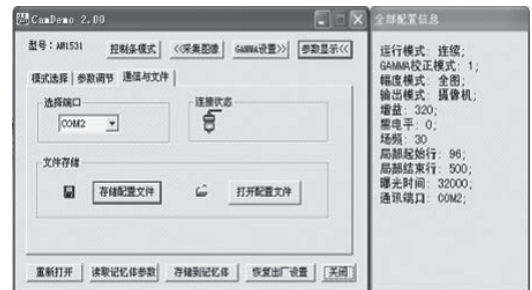 CamDemo 2.00
型号：AM1531 控制条模式 <<采集图像 GAMMA设置>> 参数显示<<
模式选择 参数调节 通信与文件
选择端口 连接状态
COM2
文件存储
存储配置文件 打开配置文件
重新打开 读取记忆体参数 存储到记忆体 恢复出厂设置 关闭
全部配置信息
运行模式：连续;
GAMMA校正模式：1;
幅度模式：全图;
输出模式：摄像机;
增益：320;
黑电平：0;
场频：30
局部起始行：96;
局部结束行：500;
曝光时间：32000;
通讯端口：COM2;